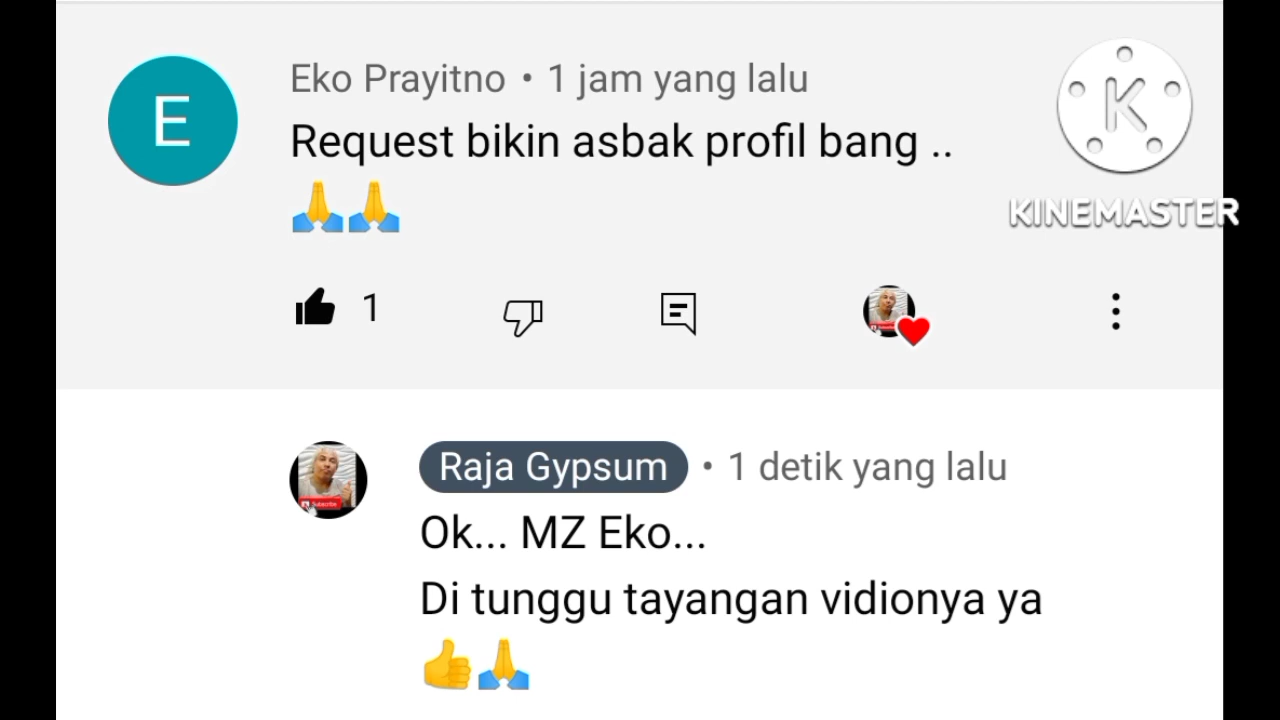 E
Eko Prayitno • 1 jam yang lalu
Request bikin asbak profil bang ..
🙏🙏
1
K
KINEMASTER
Raja Gypsum • 1 detik yang lalu
Ok... MZ Eko...
Di tunggu tayangan vidionya ya
👍🙏
Subscribe